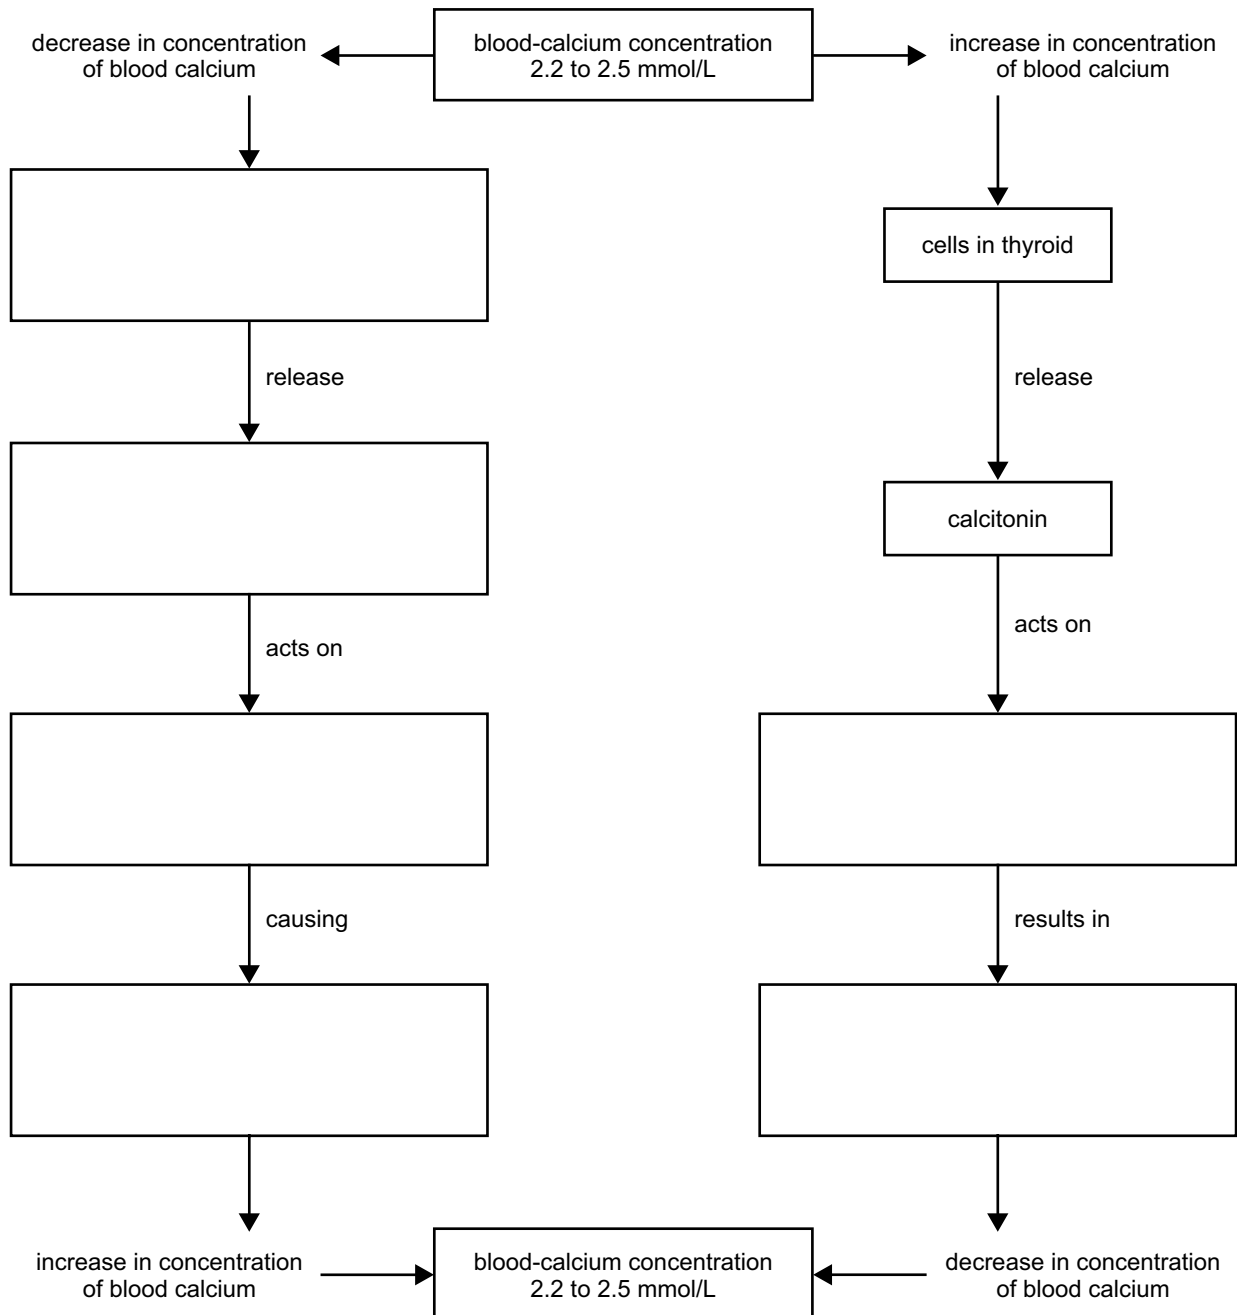 decrease in concentration
of blood calcium
blood-calcium concentration
2.2 to 2.5 mmol/L
increase in concentration
of blood calcium
cells in thyroid
release
release
calcitonin
acts on
acts on
causing
results in
increase in concentration
of blood calcium
blood-calcium concentration
2.2 to 2.5 mmol/L
decrease in concentration
of blood calcium